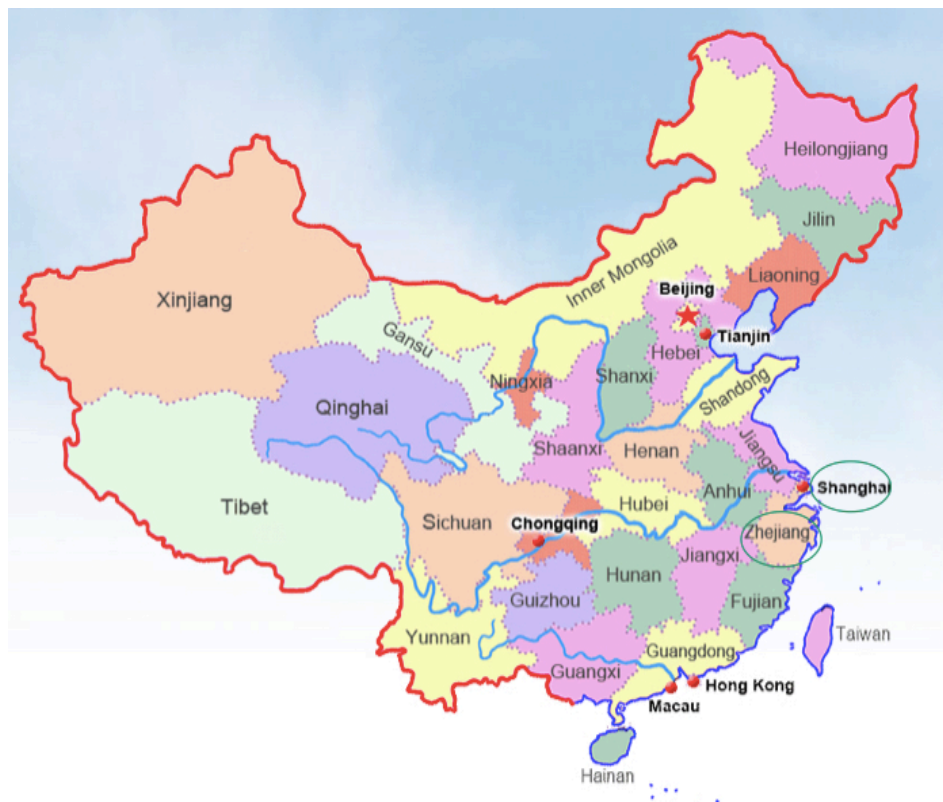 Heilongjiang
Jilin
Inner Mongolia
Liaoning
Beijing
Xinjiang
Tianjin
Gansu
Hebei
Ningxia
Shanxi
Shandong
Qinghai
Shaanxi
Henan
Jiangsu
Shanghai
Anhui
Tibet
Hubei
Sichuan
Chongqing
Zhejiang
Jiangxi
Hunan
Guizhou
Fujian
Yunnan
Taiwan
Guangdong
Guangxi
Hong Kong
Macau
Hainan